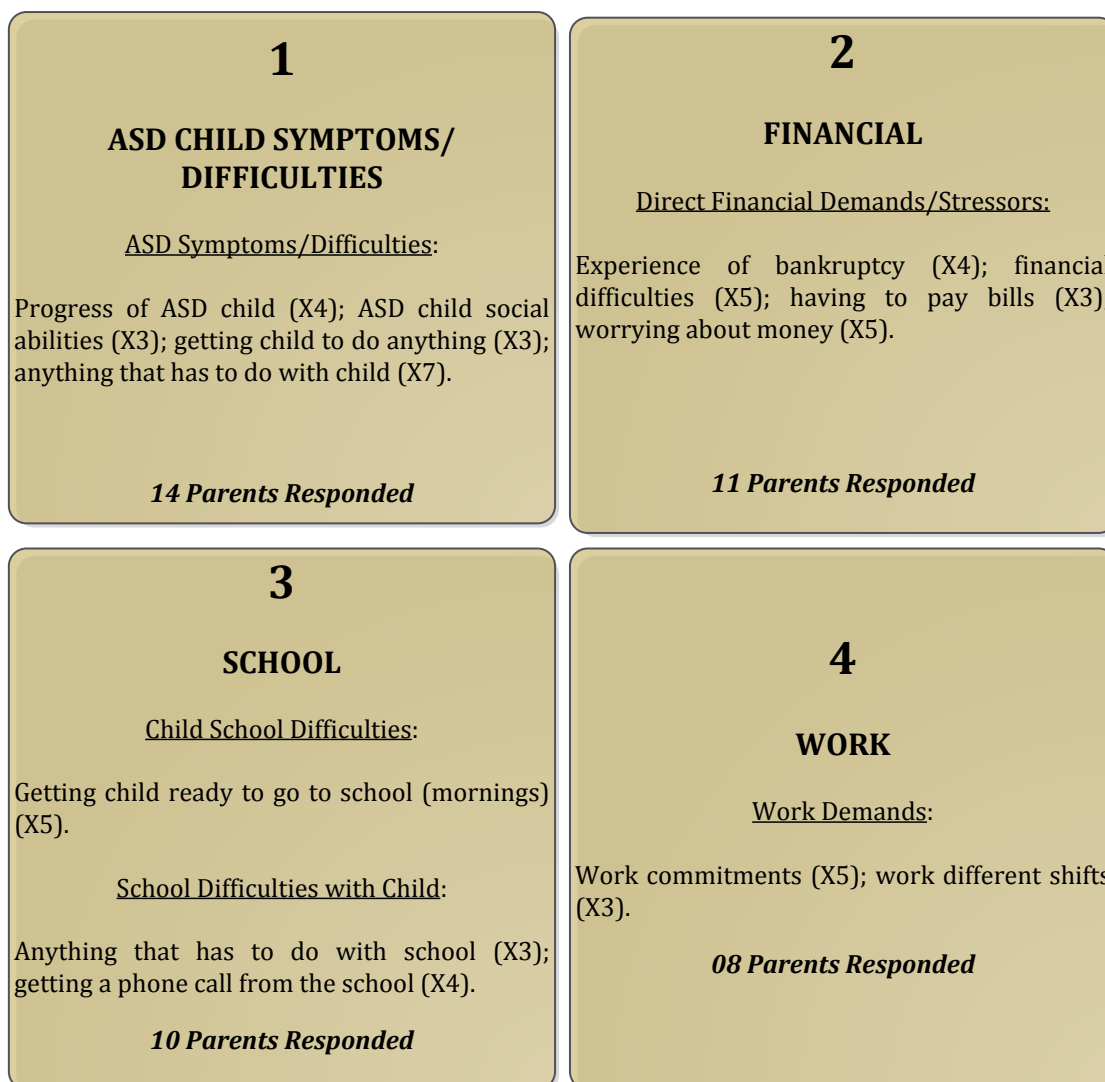 1
ASD CHILD SYMPTOMS/
DIFFICULTIES
ASD Symptoms/Difficulties:
Progress of ASD child (X4); ASD child social
abilities (X3); getting child to do anything (X3);
anything that has to do with child (X7).
14 Parents Responded
2
FINANCIAL
Direct Financial Demands/Stressors:
Experience of bankruptcy (X4); financial
difficulties (X5); having to pay bills (X3)
worrying about money (X5).
11 Parents Responded
3
SCHOOL
Child School Difficulties:
Getting child ready to go to school (mornings)
(X5).
School Difficulties with Child:
Anything that has to do with school (X3);
getting a phone call from the school (X4).
10 Parents Responded
4
WORK
Work Demands:
Work commitments (X5); work different shifts
(X3).
08 Parents Responded